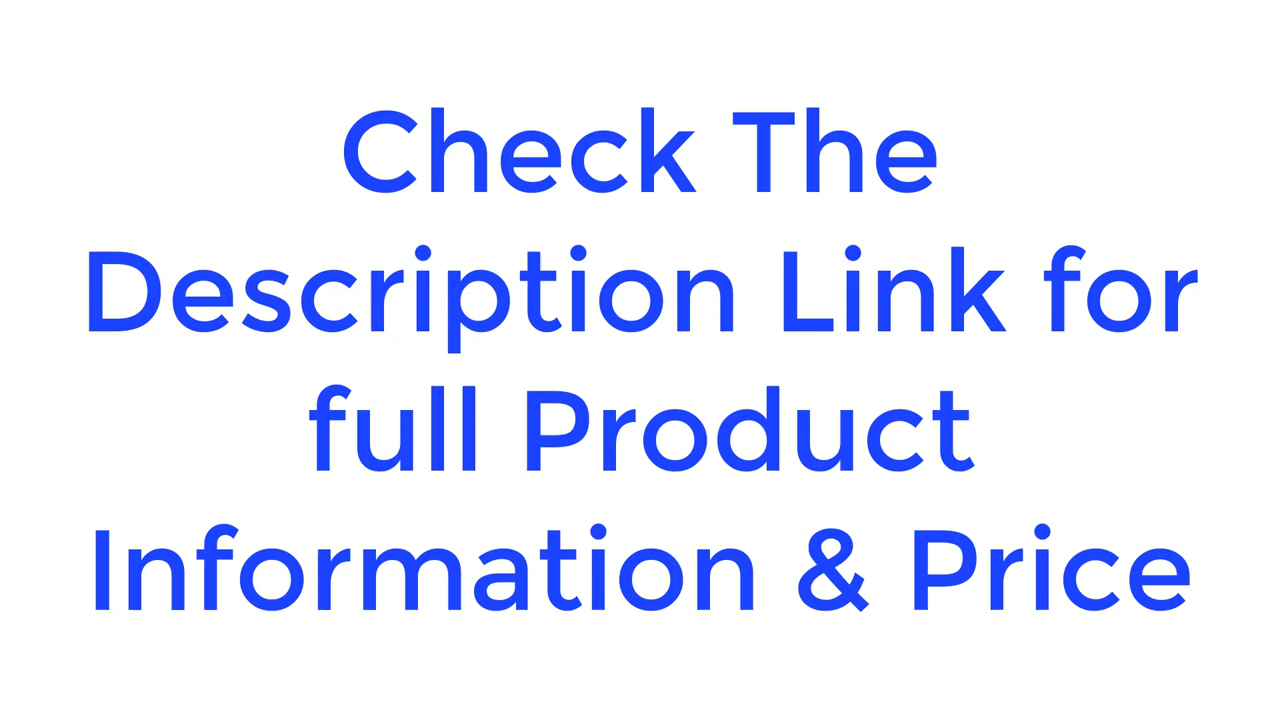 Check The
Description Link for
full Product
Information & Price